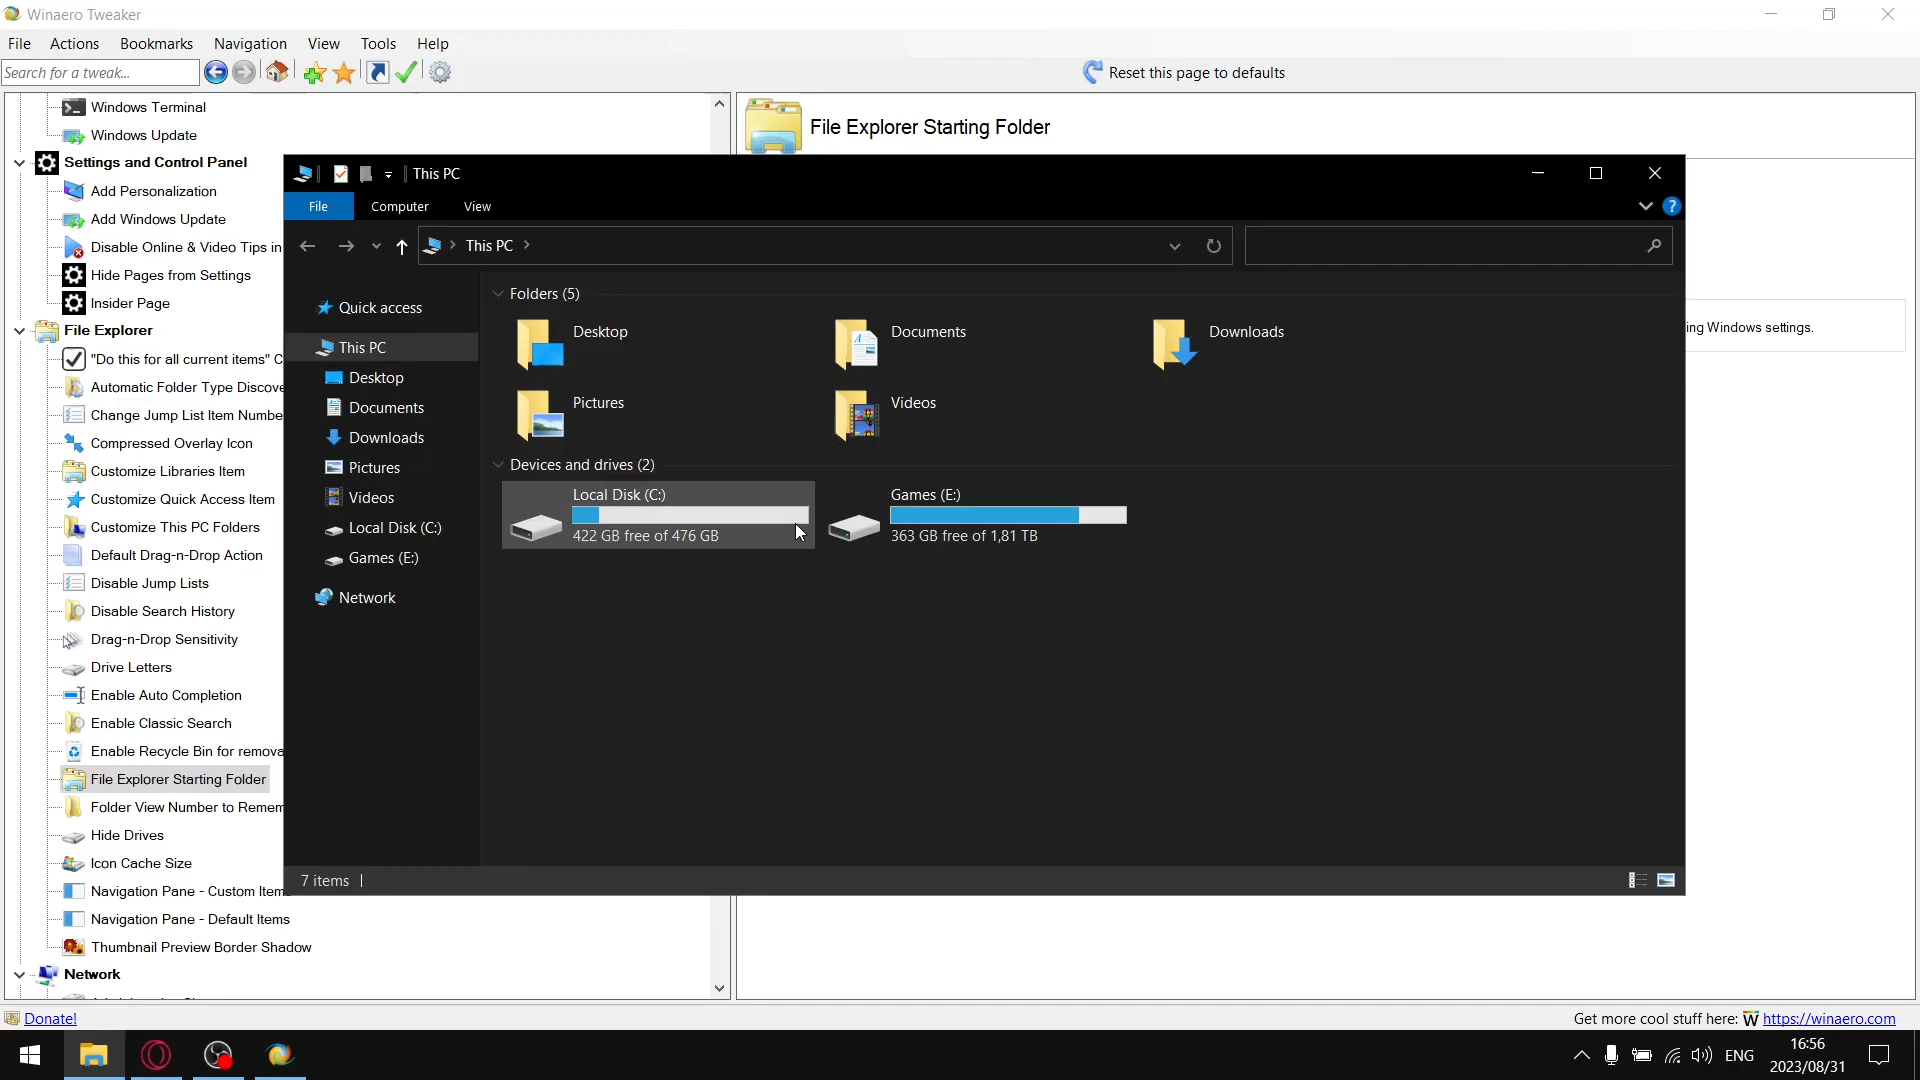 Winaero Tweaker
File Actions Bookmarks Navigation View Tools Help
Search for a tweak...
Reset this page to defaults
Windows Terminal
Windows Update
Settings and Control Panel
Add Personalization
Add Windows Update
Disable Online & Video Tips in
Hide Pages from Settings
Insider Page
File Explorer
"Do this for all current items" C
Automatic Folder Type Discove
Change Jump List Item Numbe
Compressed Overlay Icon
Customize Libraries Item
Customize Quick Access Item
Customize This PC Folders
Default Drag-n-Drop Action
Disable Jump Lists
Disable Search History
Drag-n-Drop Sensitivity
Drive Letters
Enable Auto Completion
Enable Classic Search
Enable Recycle Bin for remova
File Explorer Starting Folder
Folder View Number to Remem
Hide Drives
Icon Cache Size
Navigation Pane - Custom Item
Navigation Pane - Default Items
Thumbnail Preview Border Shadow
Network
File Explorer Starting Folder
ing Windows settings.
This PC
File Computer View
?
This PC
Quick access
This PC
Desktop
Documents
Downloads
Pictures
Videos
Local Disk (C:)
Games (E:)
Network
Folders (5)
Desktop
Documents
Downloads
Pictures
Videos
Devices and drives (2)
Local Disk (C:)
422 GB free of 476 GB
Games (E:)
363 GB free of 1,81 TB
7 items
Donate!
Get more cool stuff here: W https://winaero.com
ENG
16:56
2023/08/31